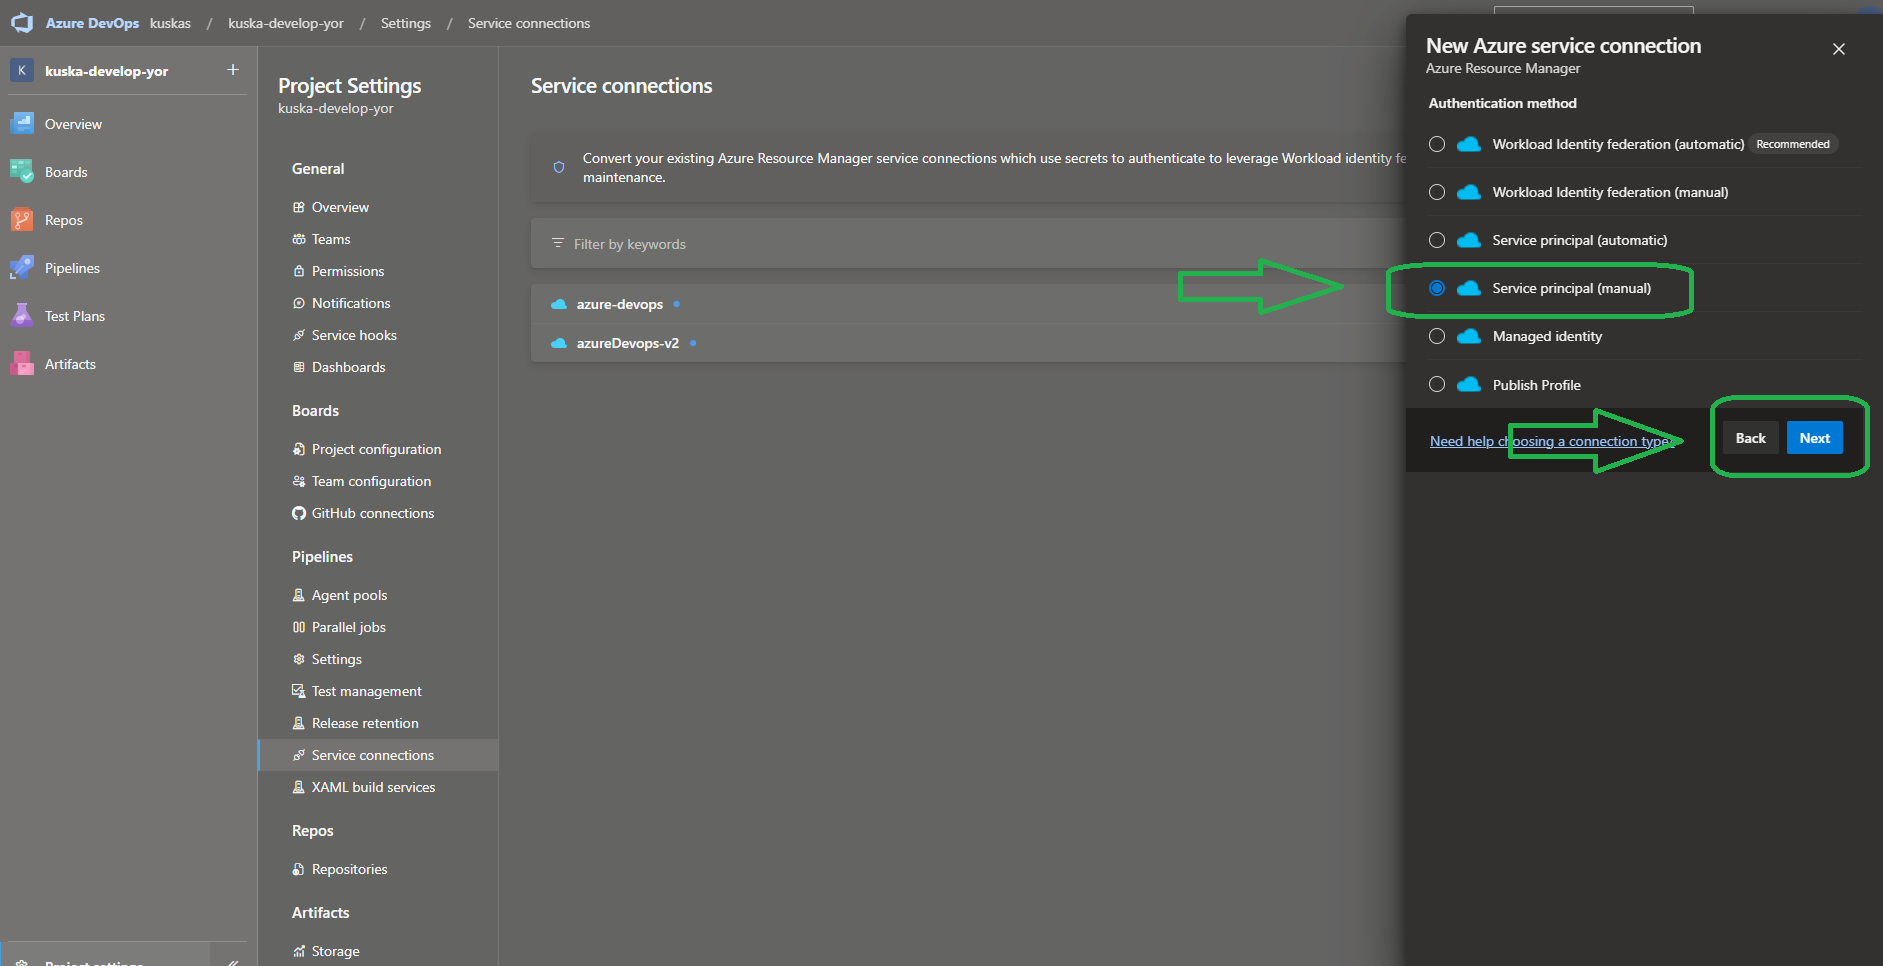 Azure DevOps kuskas / kuska-develop-yor / Settings / Service connections
K kuska-develop-yor +
Overview
Boards
Repos
Pipelines
Test Plans
Artifacts
Project settings
Project Settings
kuska-develop-yor
General
Overview
Teams
Permissions
Notifications
Service hooks
Dashboards
Boards
Project configuration
Team configuration
GitHub connections
Pipelines
Agent pools
Parallel jobs
Settings
Test management
Release retention
Service connections
XAML build services
Repos
Repositories
Artifacts
Storage
Service connections
Convert your existing Azure Resource Manager service connections which use secrets to authenticate to leverage Workload identity fe
maintenance.
Filter by keywords
azure-devops
azureDevops-v2
New Azure service connection
Azure Resource Manager
Authentication method
Workload Identity federation (automatic) Recommended
Workload Identity federation (manual)
Service principal (automatic)
Service principal (manual)
Managed identity
Publish Profile
Need help choosing a connection type?
Back Next